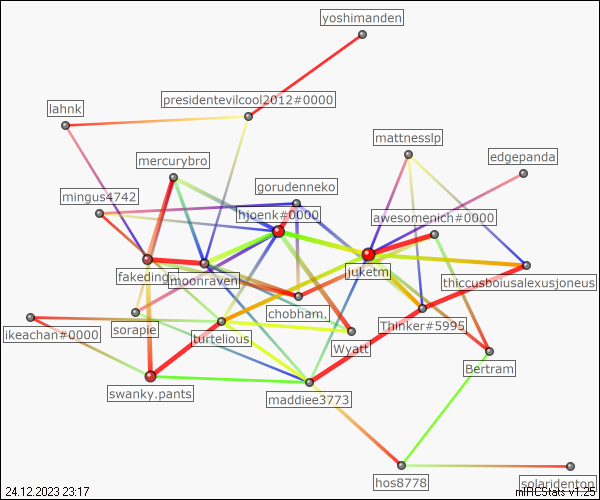 yoshimanden
presidentevilcool2012#0000
lahnk
mattnesslp
mercurybro
edgepanda
gorudenneko
mingus4742
hjoenk#0000
awesomenich#0000
juketm
fakeding
moonraven
thiccusboiusalexusjoneus
chobham.
sorapie
Thinker#5995
ikeachan#0000
turtelious
Wyatt
Bertram
swanky.pants
maddiee3773
hos8778
solaridenton
24.12.2023 23:17
mIRCStats v1.25